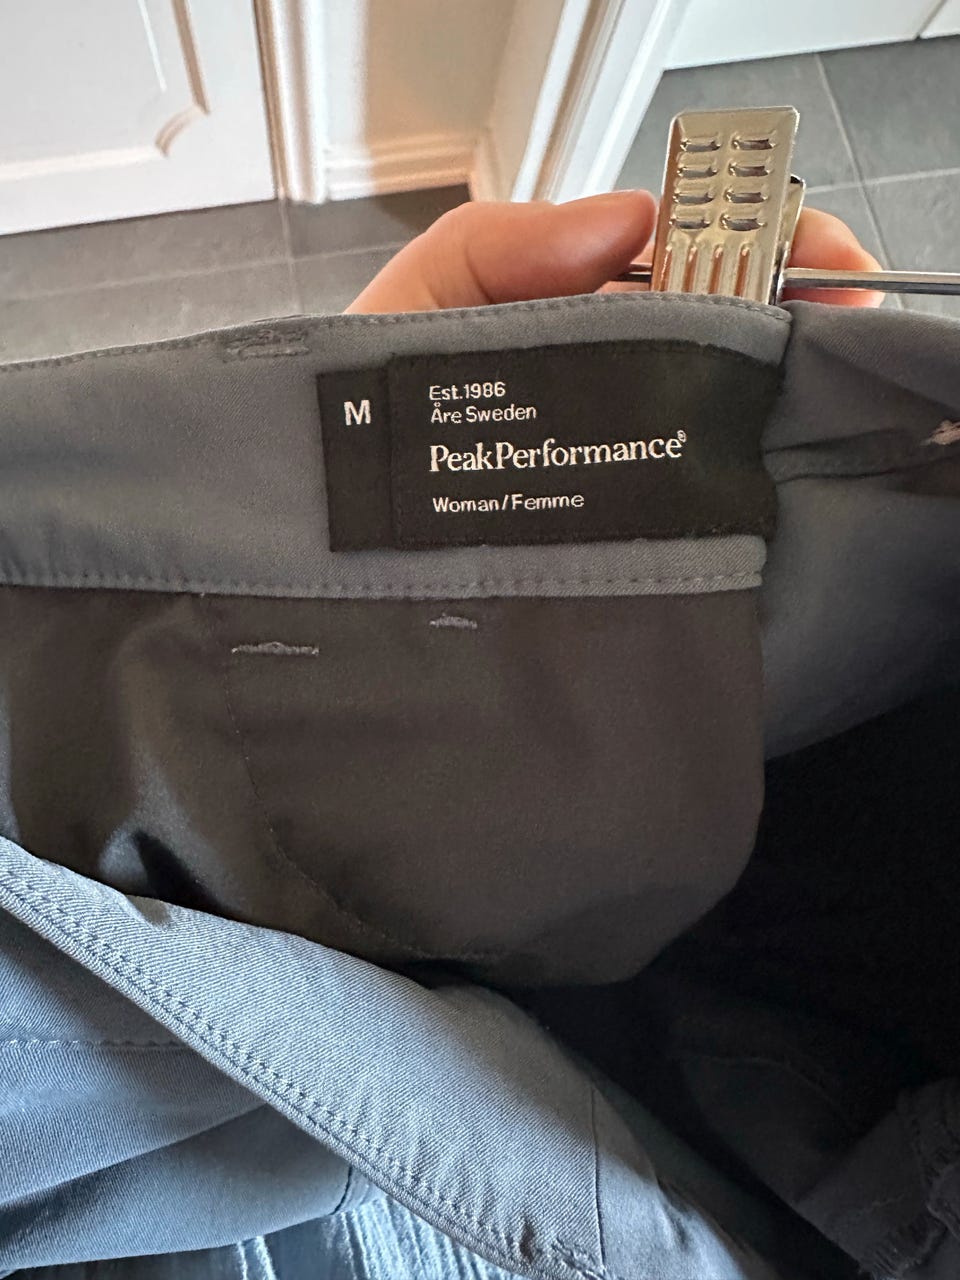 M
Est.1986
Åre Sweden
PeakPerformance®
Woman/Femme